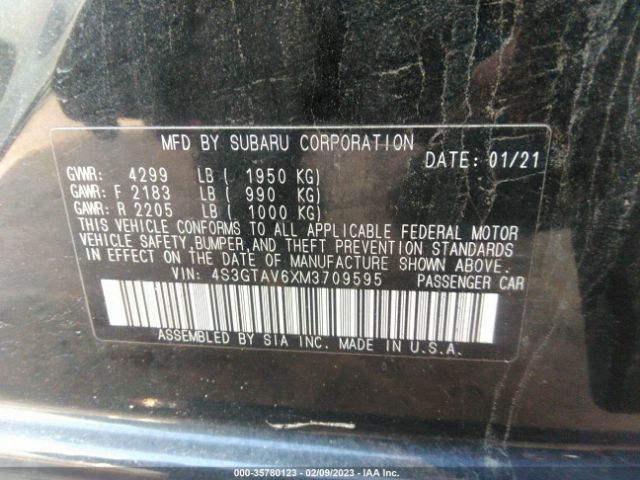 MFD BY SUBARU CORPORATION
DATE: 01/21
GVWR: 4299 LB ( 1950 KG)
GAWR: F 2183 LB ( 990 KG)
GAWR: R 2205 LB ( 1000 KG)
THIS VEHICLE CONFORMS TO ALL APPLICABLE FEDERAL MOTOR
VEHICLE SAFETY,BUMPER,AND THEFT PREVENTION STANDARDS
IN EFFECT ON THE DATE OF MANUFACTURE SHOWN ABOVE.
VIN: 4S3GTAV6XM3709595 PASSENGER CAR
ASSEMBLED BY SIA INC. MADE IN U.S.A.
000-35780123 — 02/09/2023 — IAA Inc.